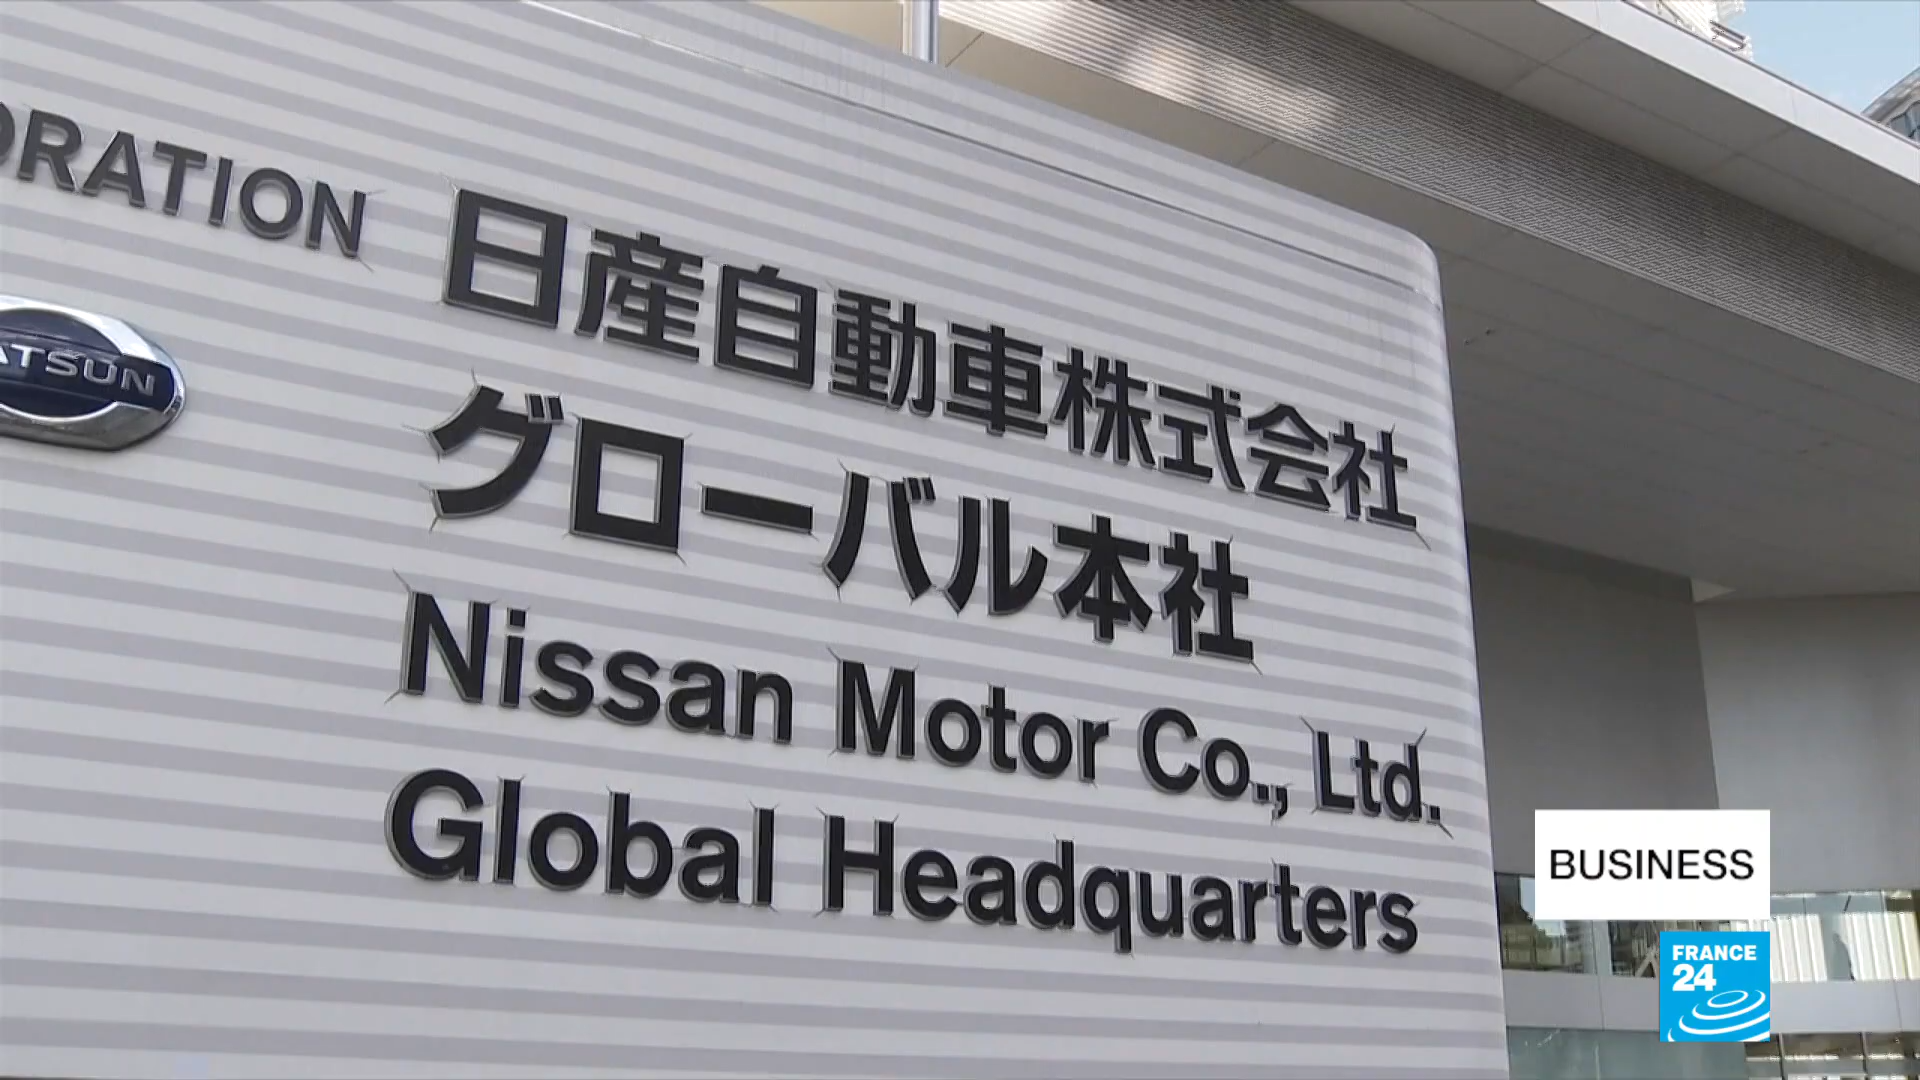 ORATION
ATSUN
日産自動車株式会社
グローバル本社
Nissan Motor Co., Ltd.
Global Headquarters
BUSINESS
FRANCE
24